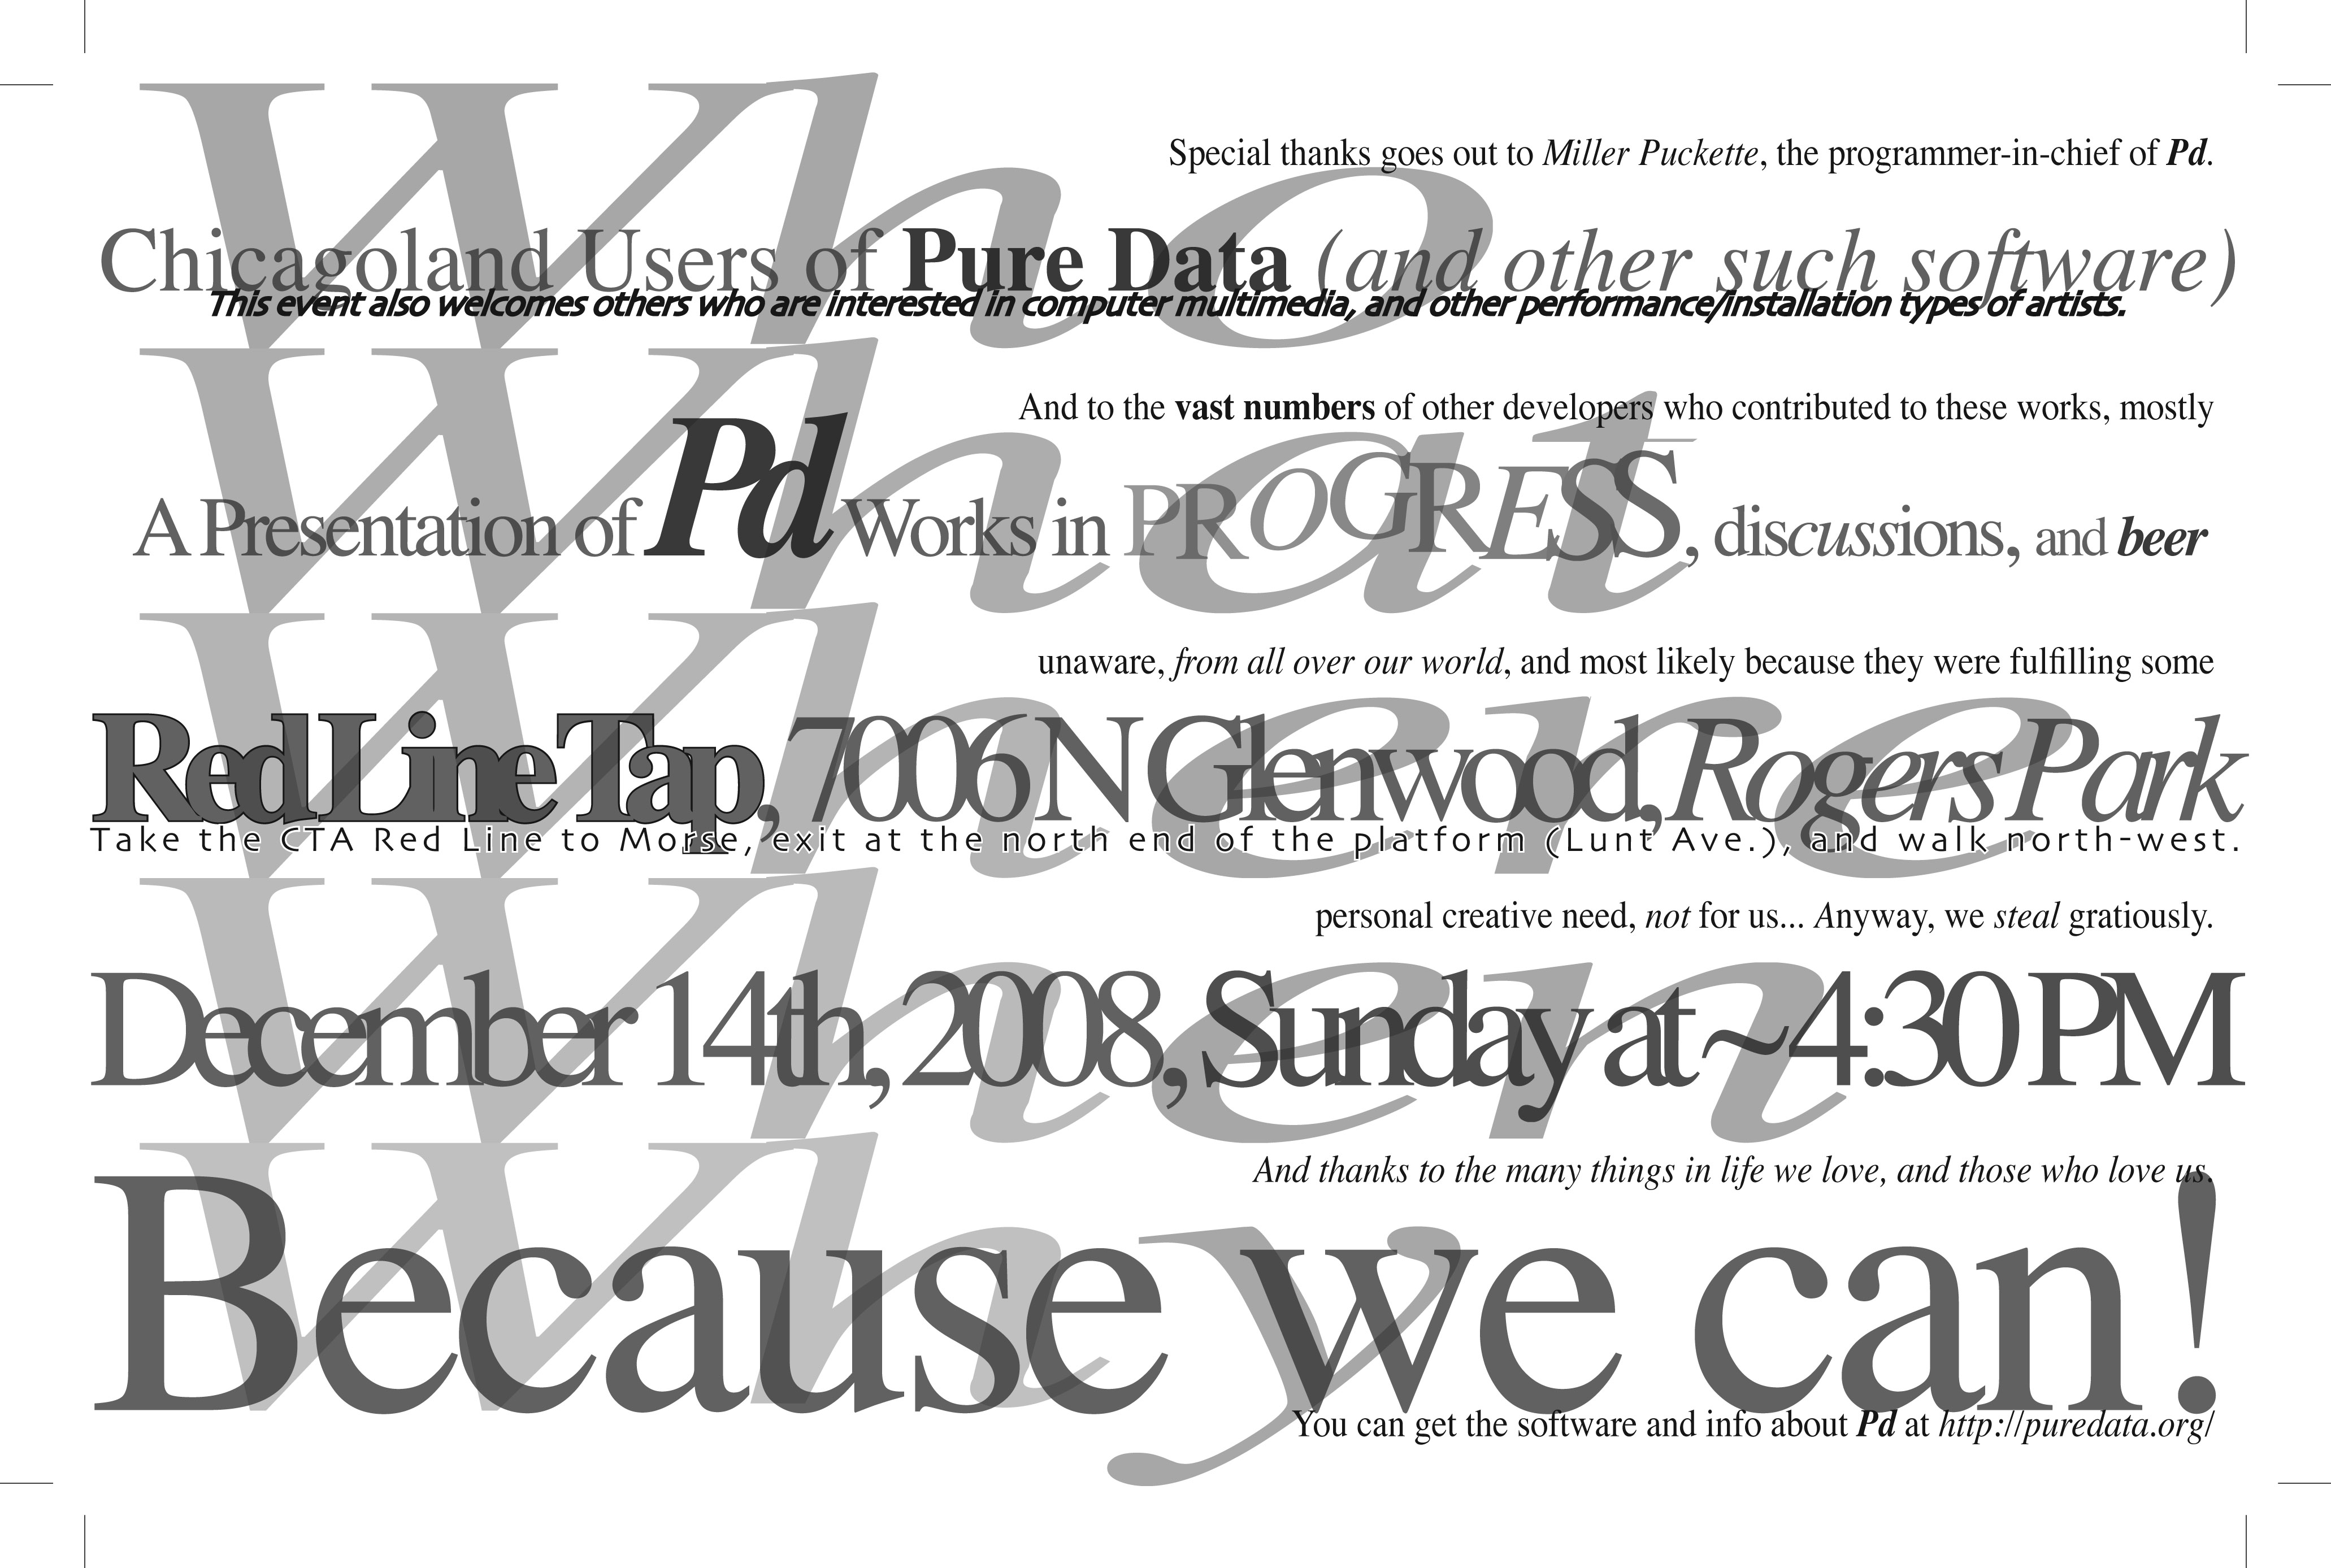 Who
Special thanks goes out to Miller Puckette, the programmer-in-chief of Pd.
Chicagoland Users of Pure Data (and other such software)
This event also welcomes others who are interested in computer multimedia, and other performance/installation types of artists.
What
And to the vast numbers of other developers who contributed to these works, mostly
A Presentation of Pd Works in PROGRESS, discussions, and beer
Where
unaware, from all over our world, and most likely because they were fulfilling some
Red Line Tap, 7006 N Glenwood, Rogers Park
Take the CTA Red Line to Morse, exit at the north end of the platform (Lunt Ave.), and walk north-west.
When
personal creative need, not for us... Anyway, we steal gratiously.
December 14th, 2008, Sunday at ~4:30 PM
Why
And thanks to the many things in life we love, and those who love us.
Because we can!
You can get the software and info about Pd at http://puredata.org/